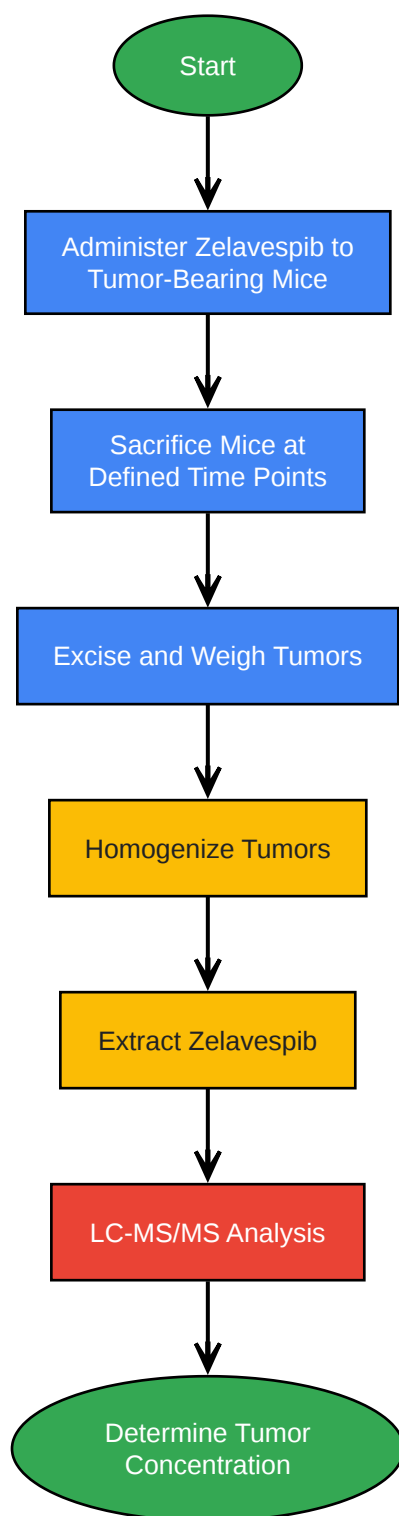 Start
Administer Zelavespib to
Tumor-Bearing Mice
Sacrifice Mice at
Defined Time Points
Excise and Weigh Tumors
Homogenize Tumors
Extract Zelavespib
LC-MS/MS Analysis
Determine Tumor
Concentration